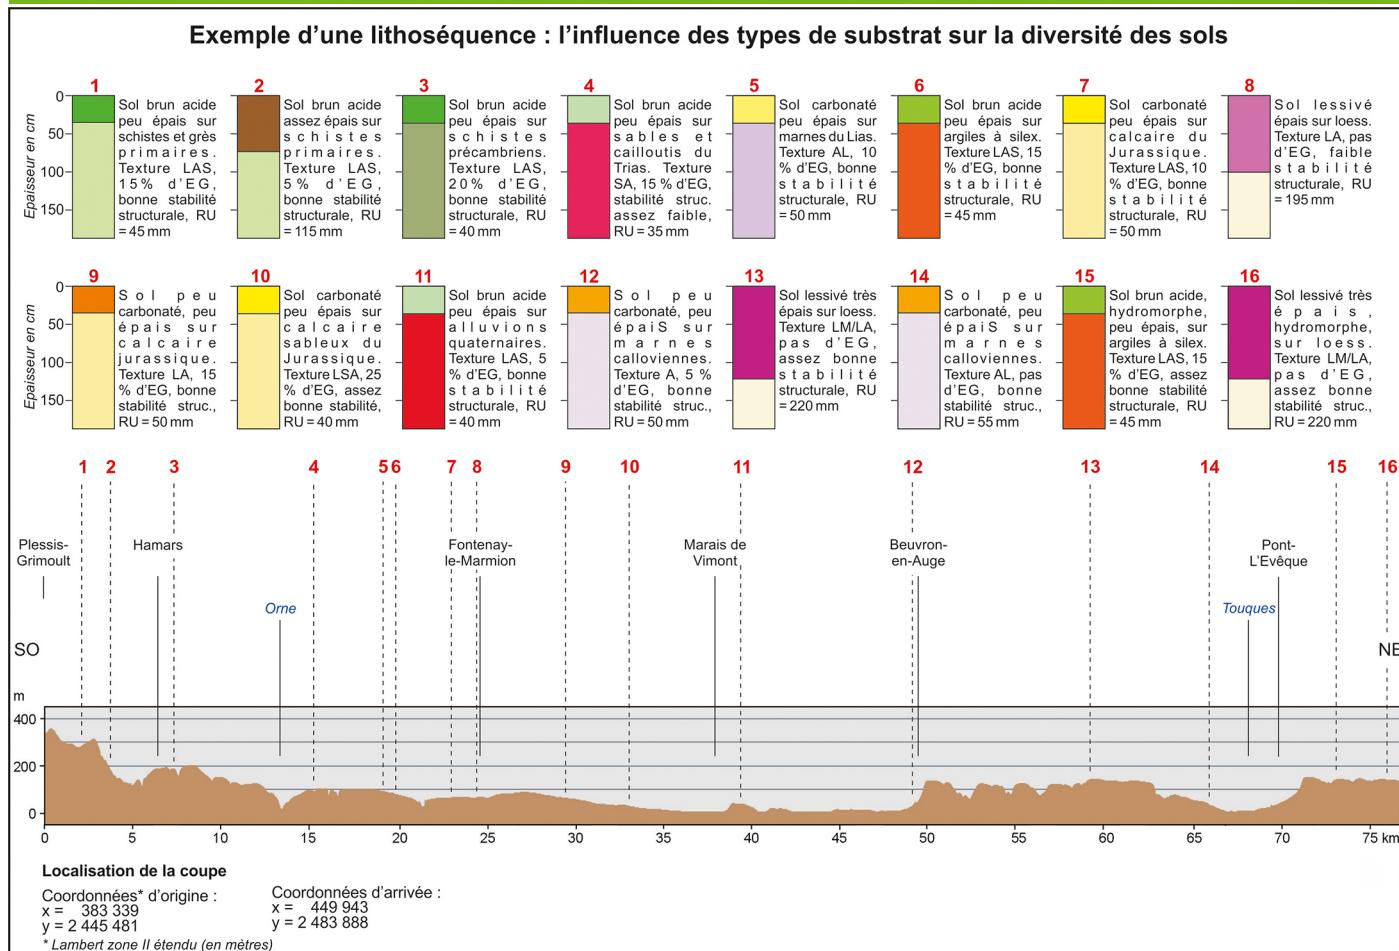 Exemple d'une lithoséquence : l'influence des types de substrat sur la diversité des sols
1
Sol brun acide
peu épais sur
schistes et grès
primaires.
Texture LAS,
15 % d'EG,
bonne stabilité
structurale, RU
= 45 mm
2
Sol brun acide
assez épais sur
schistes
primaires.
Texture LAS,
5 % d'EG,
bonne stabilité
structurale, RU
= 115 mm
3
Sol brun acide
peu épais sur
schistes
précambriens.
Texture LAS,
20 % d'EG,
bonne stabilité
structurale, RU
= 40 mm
4
Sol brun acide
peu épais sur
sables et
cailloutis du
Trias. Texture
SA, 15 % d'EG,
stabilité struc.
assez faible,
RU = 35 mm
5
Sol carbonaté
peu épais sur
marnes du Lias.
Texture AL, 10
% d'EG, bonne
stabilité
structurale, RU
= 50 mm
6
Sol brun acide
peu épais sur
argiles à silex.
Texture LAS, 15
% d'EG, bonne
stabilité
structurale, RU
= 45 mm
7
Sol carbonaté
peu épais sur
calcaire du
Jurassique.
Texture LAS, 10
% d'EG, bonne
stabilité
structurale, RU
= 50 mm
8
Sol lessivé
épais sur loess.
Texture LA, pas
d'EG, faible
stabilité
structurale, RU
= 195 mm
Epaisseur en cm
0
50
100
150
9
Sol peu
carbonaté, peu
épais sur
calcaire
jurassique.
Texture LA, 15
% d'EG, bonne
stabilité struc.,
RU = 50 mm
10
Sol carbonaté
peu épais sur
calcaire
sableux du
Jurassique.
Texture LSA, 25
% d'EG, assez
bonne stabilité,
RU = 40 mm
11
Sol brun acide
peu épais sur
alluvions
quaternaires.
Texture LAS, 5
% d'EG, bonne
stabilité
structurale, RU
= 40 mm
12
Sol peu
carbonaté, peu
épaiS sur
marnes
calloviennes.
Texture A, 5 %
d'EG, bonne
stabilité struc.,
RU = 50 mm
13
Sol lessivé très
épais sur loess.
Texture LM/LA,
pas d'EG,
assez bonne
stabilité
structurale, RU
= 220 mm
14
Sol peu
carbonaté, peu
épaiS sur
marnes
calloviennes.
Texture AL, pas
d'EG, bonne
stabilité struc.,
RU = 55 mm
15
Sol brun acide,
hydromorphe,
peu épais, sur
argiles à silex.
Texture LAS, 15
% d'EG, assez
bonne stabilité
structurale, RU
= 45 mm
16
Sol lessivé très
épais,
hydromorphe,
sur loess.
Texture LM/LA,
pas d'EG,
assez bonne
stabilité struc.,
RU = 220 mm
Epaisseur en cm
0
50
100
150
1 2 3 4 5 6 7 8 9 10 11 12 13 14 15 16
Plessis-
Grimoult
Hamars
Fontenay-
le-Marmion
Marais de
Vimont
Beuvron-
en-Auge
Pont-
L'Evêque
Orne
Touques
SO
NE
m
400
200
0
0 5 10 15 20 25 30 35 40 45 50 55 60 65 70 75 km
Localisation de la coupe
Coordonnées* d'origine :
x = 383 339
y = 2 445 481
Coordonnées d'arrivée :
x = 449 943
y = 2 483 888
* Lambert zone II étendu (en mètres)